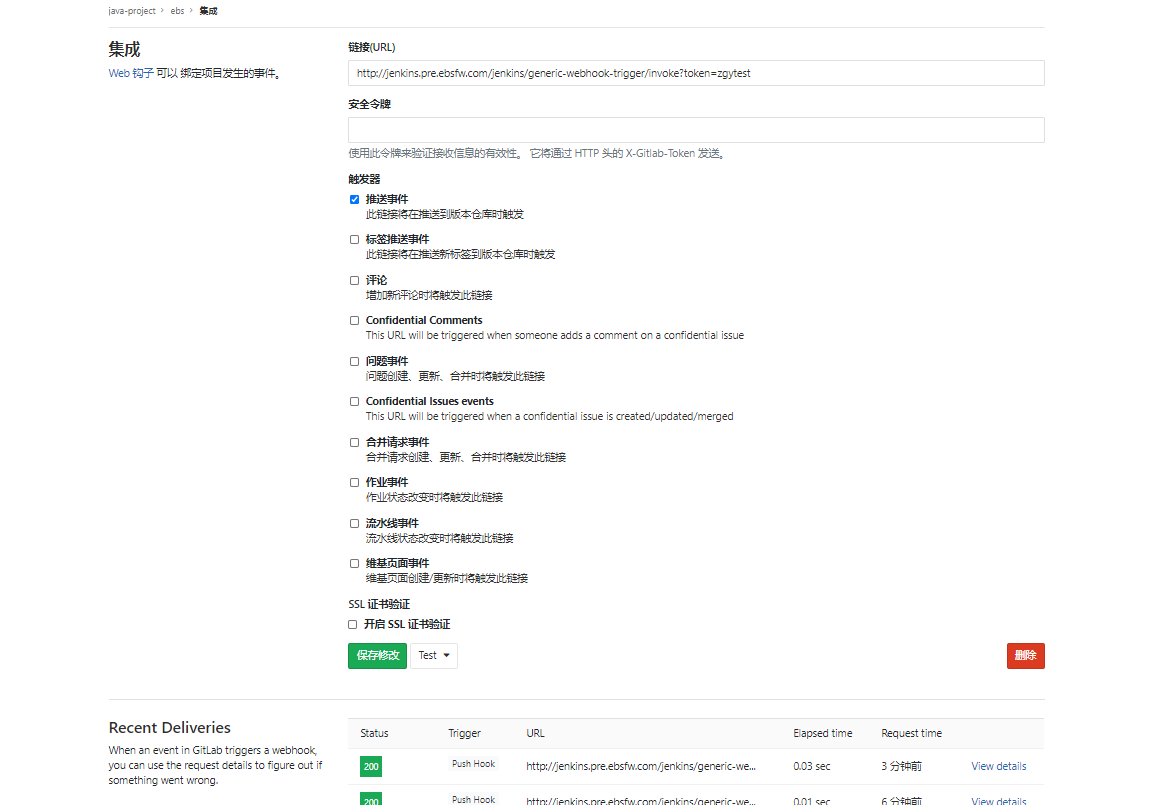 java-project > ebs > 集成
集成
Web 钩子 可以 绑定项目发生的事件。
链接(URL)
http://jenkins.pre.ebsfw.com/jenkins/generic-webhook-trigger/invoke?token=zgytest
安全令牌
使用此令牌来验证接收信息的有效性。 它将通过 HTTP 头的 X-Gitlab-Token 发送。
触发器
推送事件
此链接将在推送到版本仓库时触发
标签推送事件
此链接将在推送新标签到版本仓库时触发
评论
增加新评论时将触发此链接
Confidential Comments
This URL will be triggered when someone adds a comment on a confidential issue
问题事件
问题创建、更新、合并时将触发此链接
Confidential Issues events
This URL will be triggered when a confidential issue is created/updated/merged
合并请求事件
合并请求创建、更新、合并时将触发此链接
作业事件
作业状态改变时将触发此链接
流水线事件
流水线状态改变时将触发此链接
维基页面事件
维基页面创建/更新时将触发此链接
SSL 证书验证
开启 SSL 证书验证
保存修改 Test 删除
Recent Deliveries
When an event in GitLab triggers a webhook,
you can use the request details to figure out if
something went wrong.
Status Trigger URL Elapsed time Request time
200 Push Hook http://jenkins.pre.ebsfw.com/jenkins/generic-we... 0.03 sec 3 分钟前 View details
200 Push Hook http://jenkins.pre.ebsfw.com/jenkins/generic-we... 0.01 sec 6 分钟前 View details